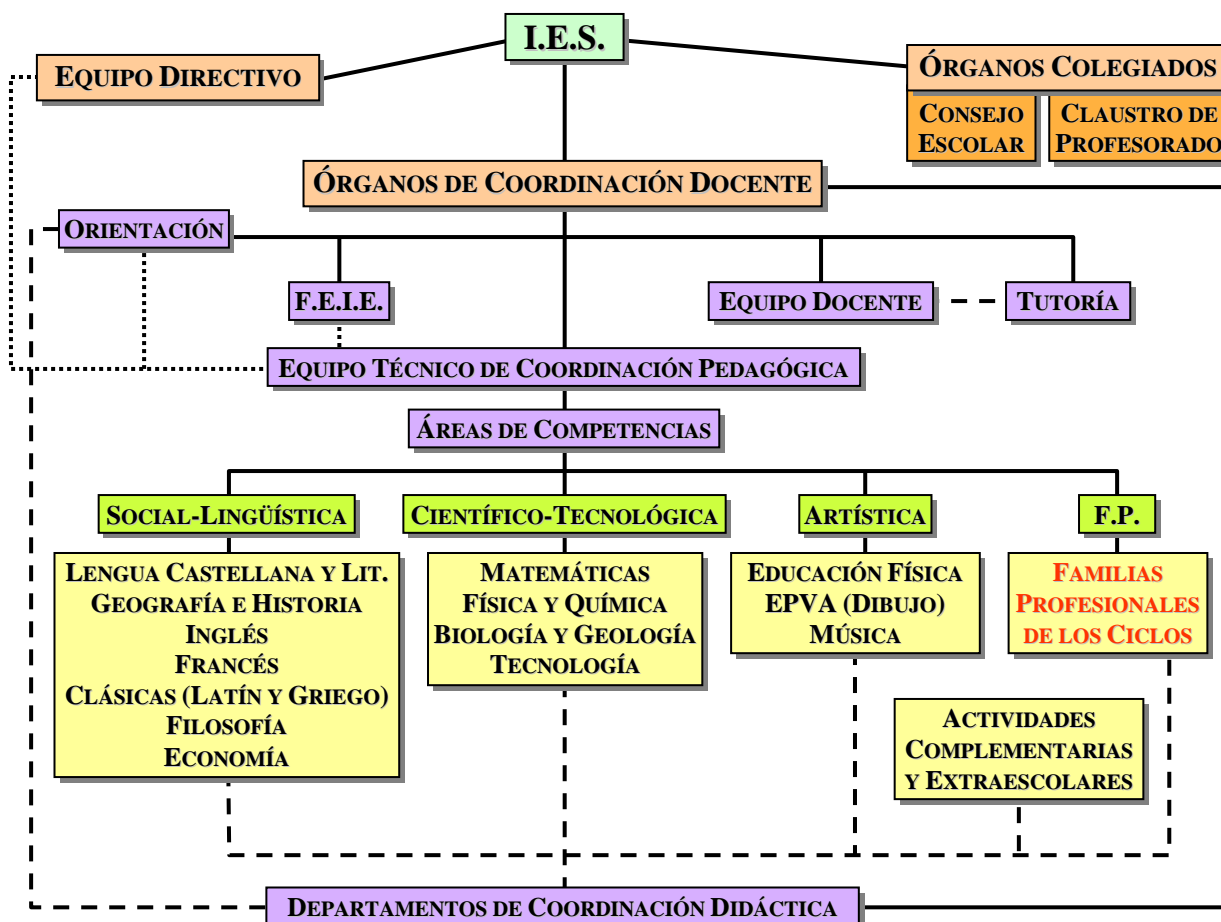 I.E.S.
EQUIPO DIRECTIVO
ÓRGANOS COLEGIADOS
CONSEJO
ESCOLAR
CLAUSTRO DE
PROFESORADO
ÓRGANOS DE COORDINACIÓN DOCENTE
ORIENTACIÓN
F.E.I.E.
EQUIPO DOCENTE
TUTORÍA
EQUIPO TÉCNICO DE COORDINACIÓN PEDAGÓGICA
ÁREAS DE COMPETENCIAS
SOCIAL-LINGÜÍSTICA
CIENTÍFICO-TECNOLÓGICA
ARTÍSTICA
F.P.
LENGUA CASTELLANA Y LIT.
GEOGRAFÍA E HISTORIA
INGLÉS
FRANCÉS
CLÁSICAS (LATÍN Y GRIEGO)
FILOSOFÍA
ECONOMÍA
MATEMÁTICAS
FÍSICA Y QUÍMICA
BIOLOGÍA Y GEOLOGÍA
TECNOLOGÍA
EDUCACIÓN FÍSICA
EPVA (DIBUJO)
MÚSICA
FAMILIAS
PROFESIONALES
DE LOS CICLOS
ACTIVIDADES
COMPLEMENTARIAS
Y EXTRAESCOLARES
DEPARTAMENTOS DE COORDINACIÓN DIDÁCTICA